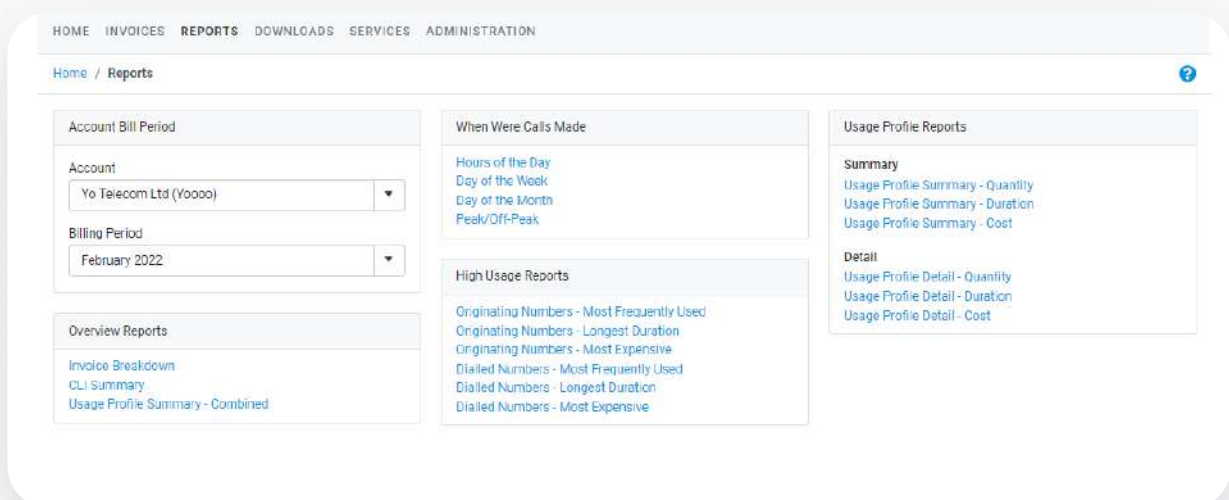 HOME INVOICES REPORTS DOWNLOADS SERVICES ADMINISTRATION
Home / Reports
?
Account Bill Period
Account
Yo Telecom Ltd (Yoooo)
Billing Period
February 2022
Overview Reports
Invoice Breakdown
CLI Summary
Usage Profile Summary - Combined
When Were Calls Made
Hours of the Day
Day of the Week
Day of the Month
Peak/Off-Peak
High Usage Reports
Originating Numbers - Most Frequently Used
Originating Numbers - Longest Duration
Originating Numbers - Most Expensive
Dialled Numbers - Most Frequently Used
Dialled Numbers - Longest Duration
Dialled Numbers - Most Expensive
Usage Profile Reports
Summary
Usage Profile Summary - Quantity
Usage Profile Summary - Duration
Usage Profile Summary - Cost
Detail
Usage Profile Detail - Quantity
Usage Profile Detail - Duration
Usage Profile Detail - Cost